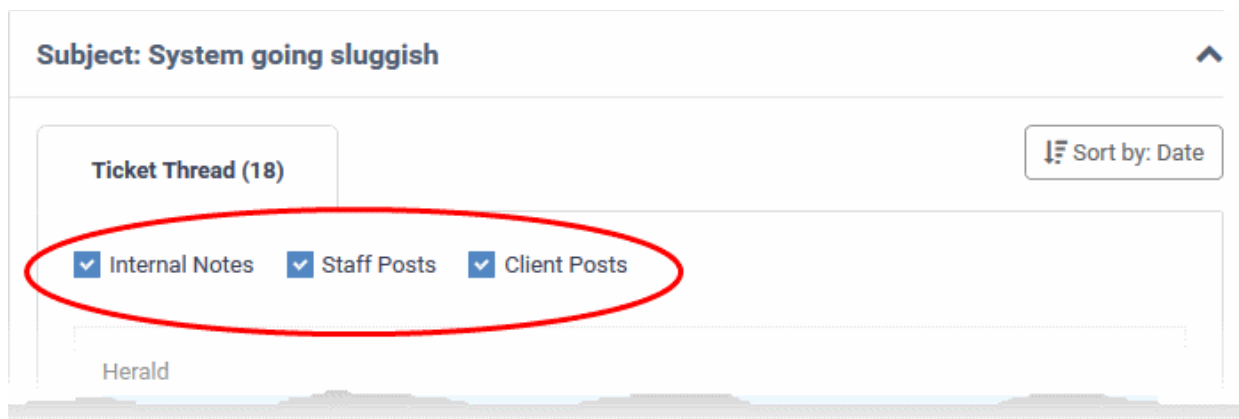 Subject: System going sluggish
Sort by: Date
Ticket Thread (18)
Internal Notes Staff Posts Client Posts
Herald